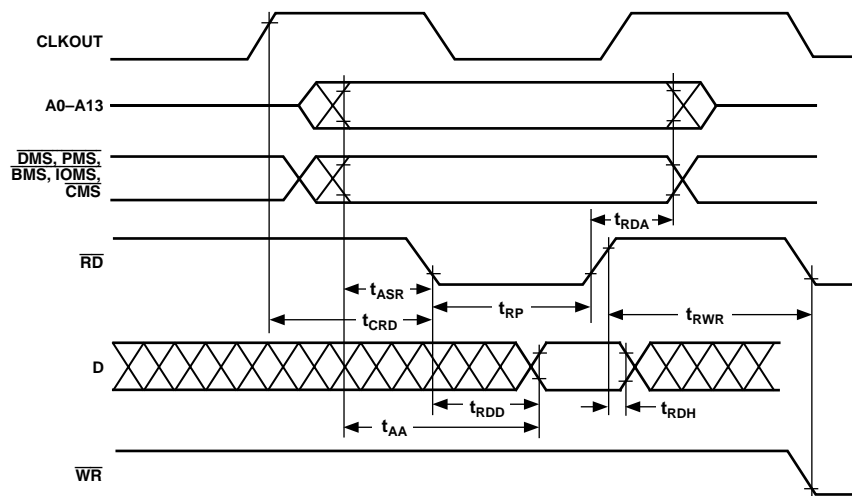 CLKOUT
A0–A13
DMS, PMS,
BMS, IOMS,
CMS
tRDA
RD
tASR
tRP
tCRD
tRWR
D
tRDD
tRDH
tAA
WR